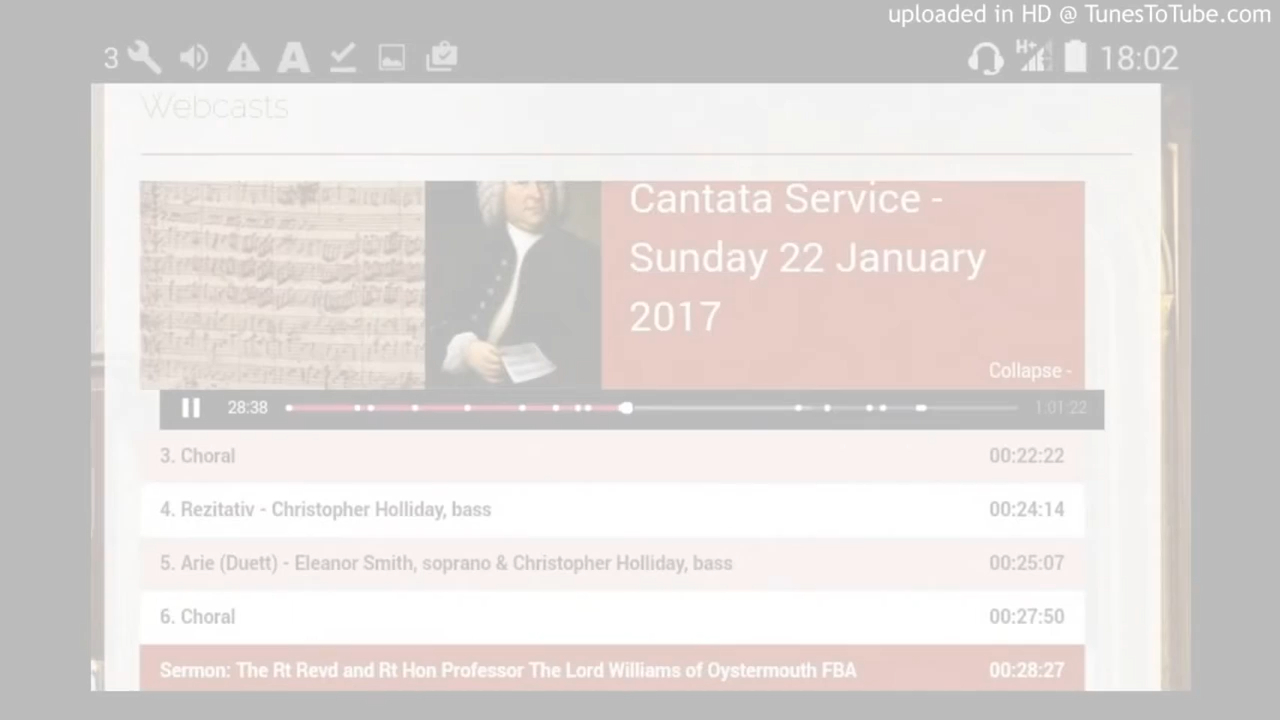 uploaded in HD @ TunesToTube.com
3 H+ 18:02
Webcasts
Cantata Service -
Sunday 22 January
2017
Collapse -
28:38 1:01:22
3. Choral 00:22:22
4. Rezitativ - Christopher Holliday, bass 00:24:14
5. Arie (Duett) - Eleanor Smith, soprano & Christopher Holliday, bass 00:25:07
6. Choral 00:27:50
Sermon: The Rt Revd and Rt Hon Professor The Lord Williams of Oystermouth FBA 00:28:27